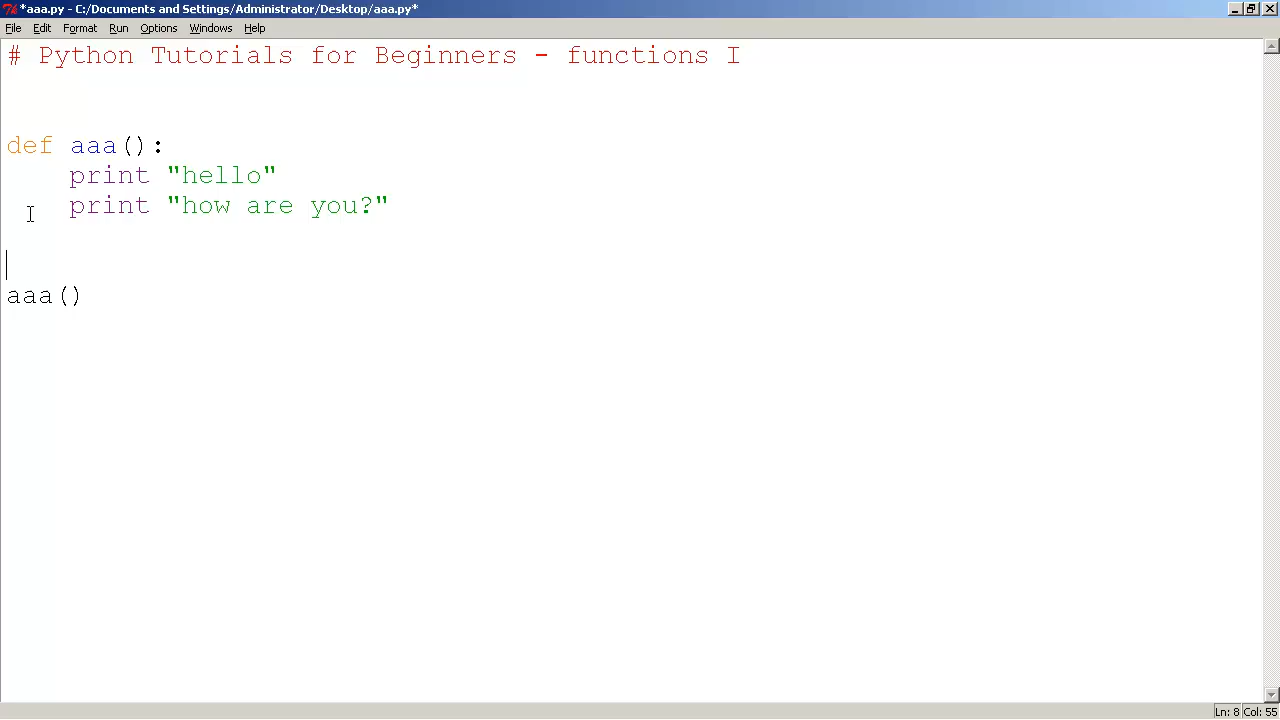 *aaa.py - C:/Documents and Settings/Administrator/Desktop/aaa.py*
File Edit Format Run Options Windows Help
# Python Tutorials for Beginners - functions I
def aaa():
    print "hello"
    print "how are you?"
aaa()
Ln: 8 Col: 55